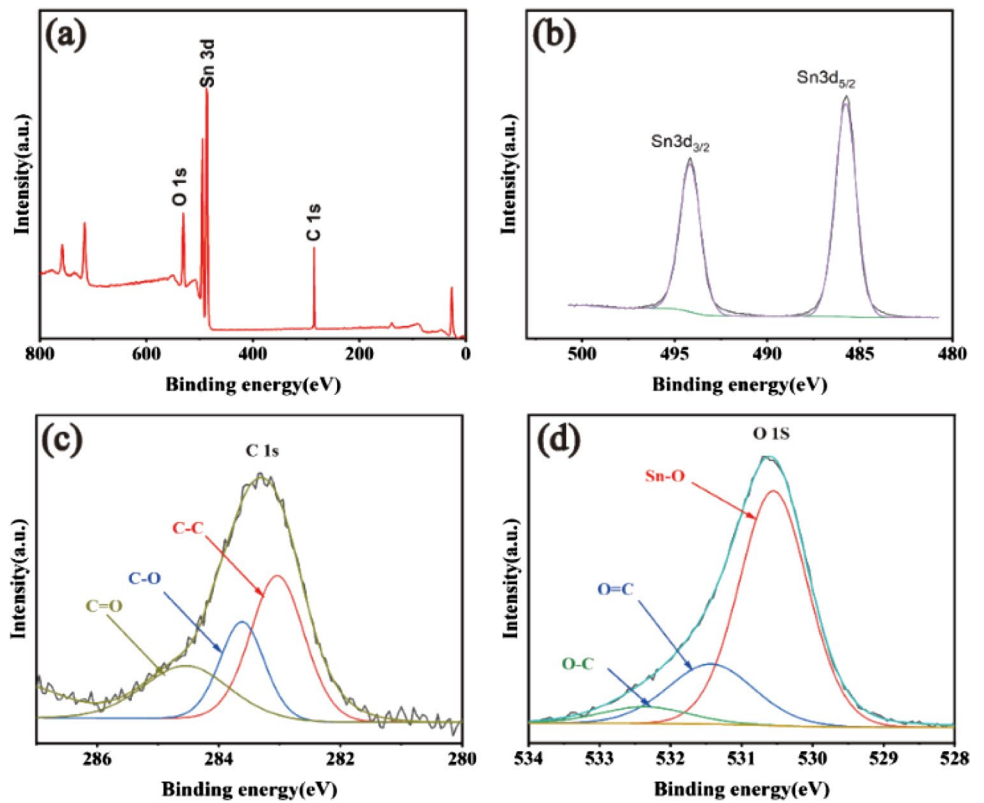 (a)
Sn 3d
O 1s
C 1s
Intensity(a.u.)
800 600 400 200 0
Binding energy(eV)
(b)
Sn3d5/2
Sn3d3/2
Intensity(a.u.)
500 495 490 485 480
Binding energy(eV)
(c)
C 1s
C-C
C-O
C=O
Intensity(a.u.)
286 284 282 280
Binding energy(eV)
(d)
O 1S
Sn-O
O=C
O-C
Intensity(a.u.)
534 533 532 531 530 529 528
Binding energy(eV)